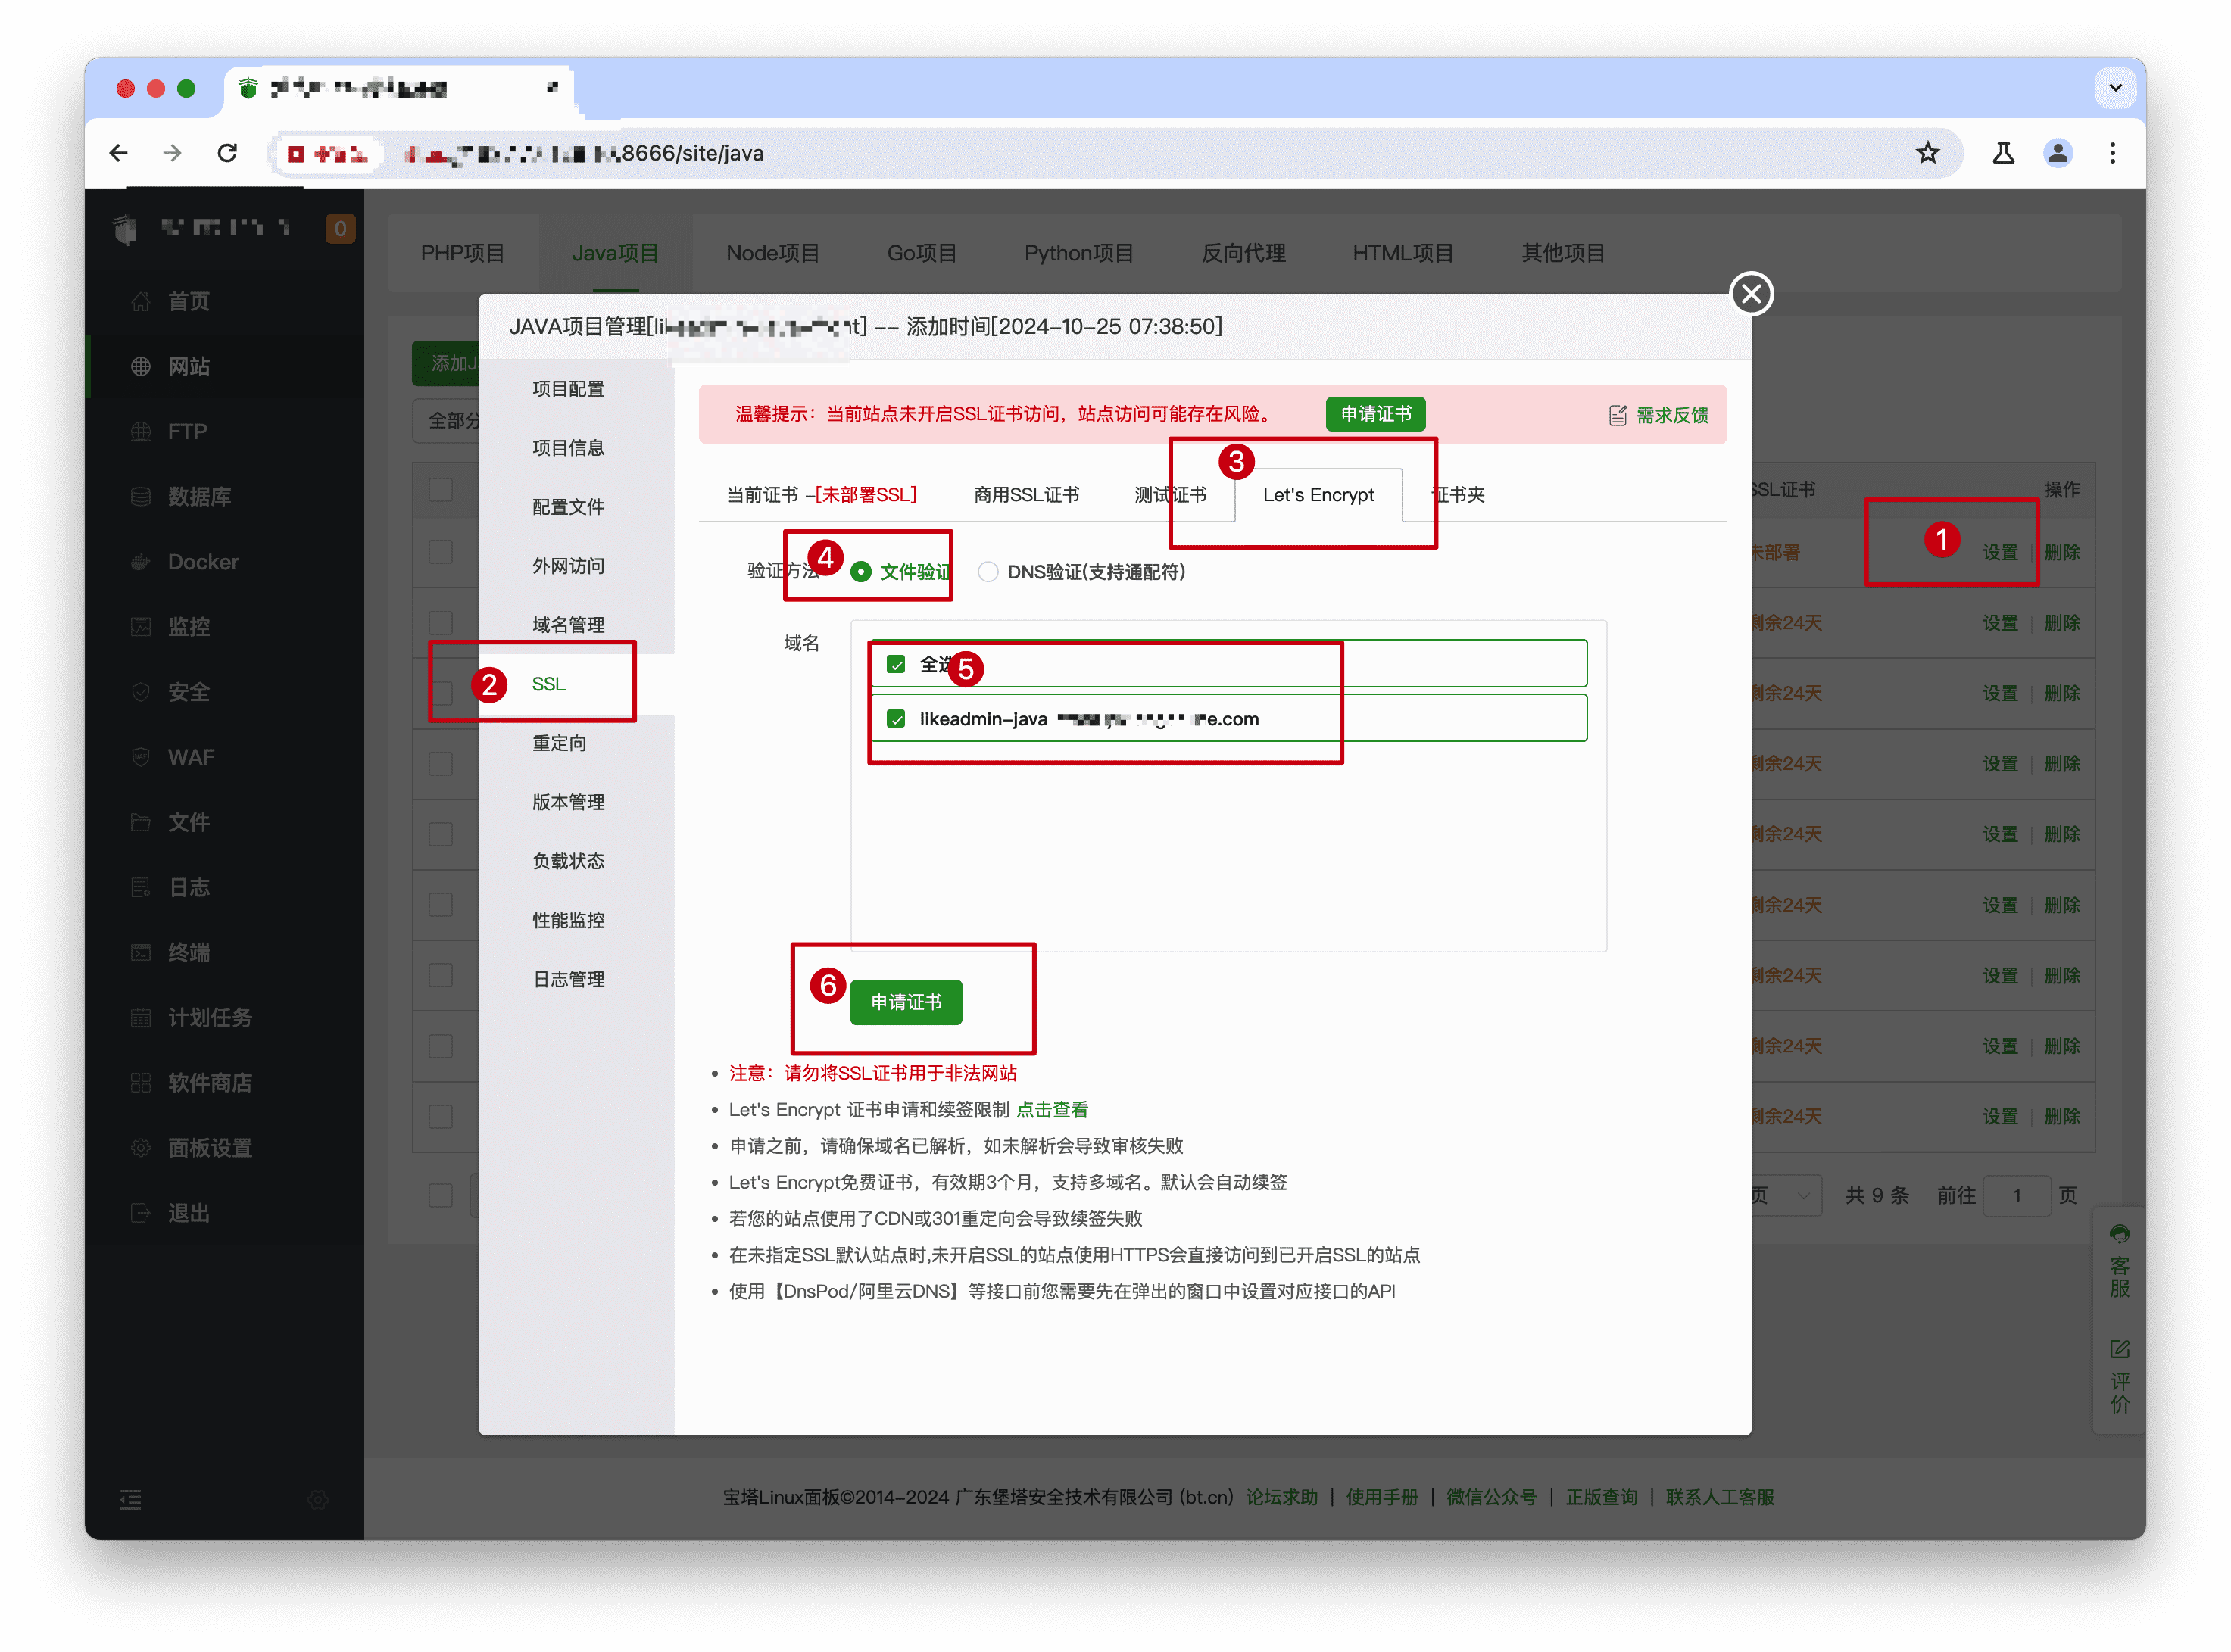 8666/site/java
0
PHP项目 Java项目 Node项目 Go项目 Python项目 反向代理 HTML项目 其他项目
首页
网站
FTP
数据库
Docker
监控
安全
WAF
文件
日志
终端
计划任务
软件商店
面板设置
退出
添加J
全部分
JAVA项目管理[li t] -- 添加时间[2024-10-25 07:38:50]
项目配置
项目信息
配置文件
外网访问
域名管理
2 SSL
重定向
版本管理
负载状态
性能监控
日志管理
温馨提示：当前站点未开启SSL证书访问，站点访问可能存在风险。 申请证书 需求反馈
3
当前证书 -[未部署SSL] 商用SSL证书 测试证书 Let's Encrypt 证书夹
4
验证方法 文件验证 DNS验证(支持通配符)
域名
全选 5
likeadmin-java e.com
6 申请证书
注意：请勿将SSL证书用于非法网站
Let's Encrypt 证书申请和续签限制 点击查看
申请之前，请确保域名已解析，如未解析会导致审核失败
Let's Encrypt免费证书，有效期3个月，支持多域名。默认会自动续签
若您的站点使用了CDN或301重定向会导致续签失败
在未指定SSL默认站点时,未开启SSL的站点使用HTTPS会直接访问到已开启SSL的站点
使用【DnsPod/阿里云DNS】等接口前您需要先在弹出的窗口中设置对应接口的API
SSL证书 操作
未部署 1 设置 | 删除
剩余24天 设置 | 删除
剩余24天 设置 | 删除
剩余24天 设置 | 删除
剩余24天 设置 | 删除
剩余24天 设置 | 删除
剩余24天 设置 | 删除
剩余24天 设置 | 删除
剩余24天 设置 | 删除
页 共 9 条 前往 1 页
客服
评价
宝塔Linux面板©2014-2024 广东堡塔安全技术有限公司 (bt.cn) 论坛求助 | 使用手册 | 微信公众号 | 正版查询 | 联系人工客服